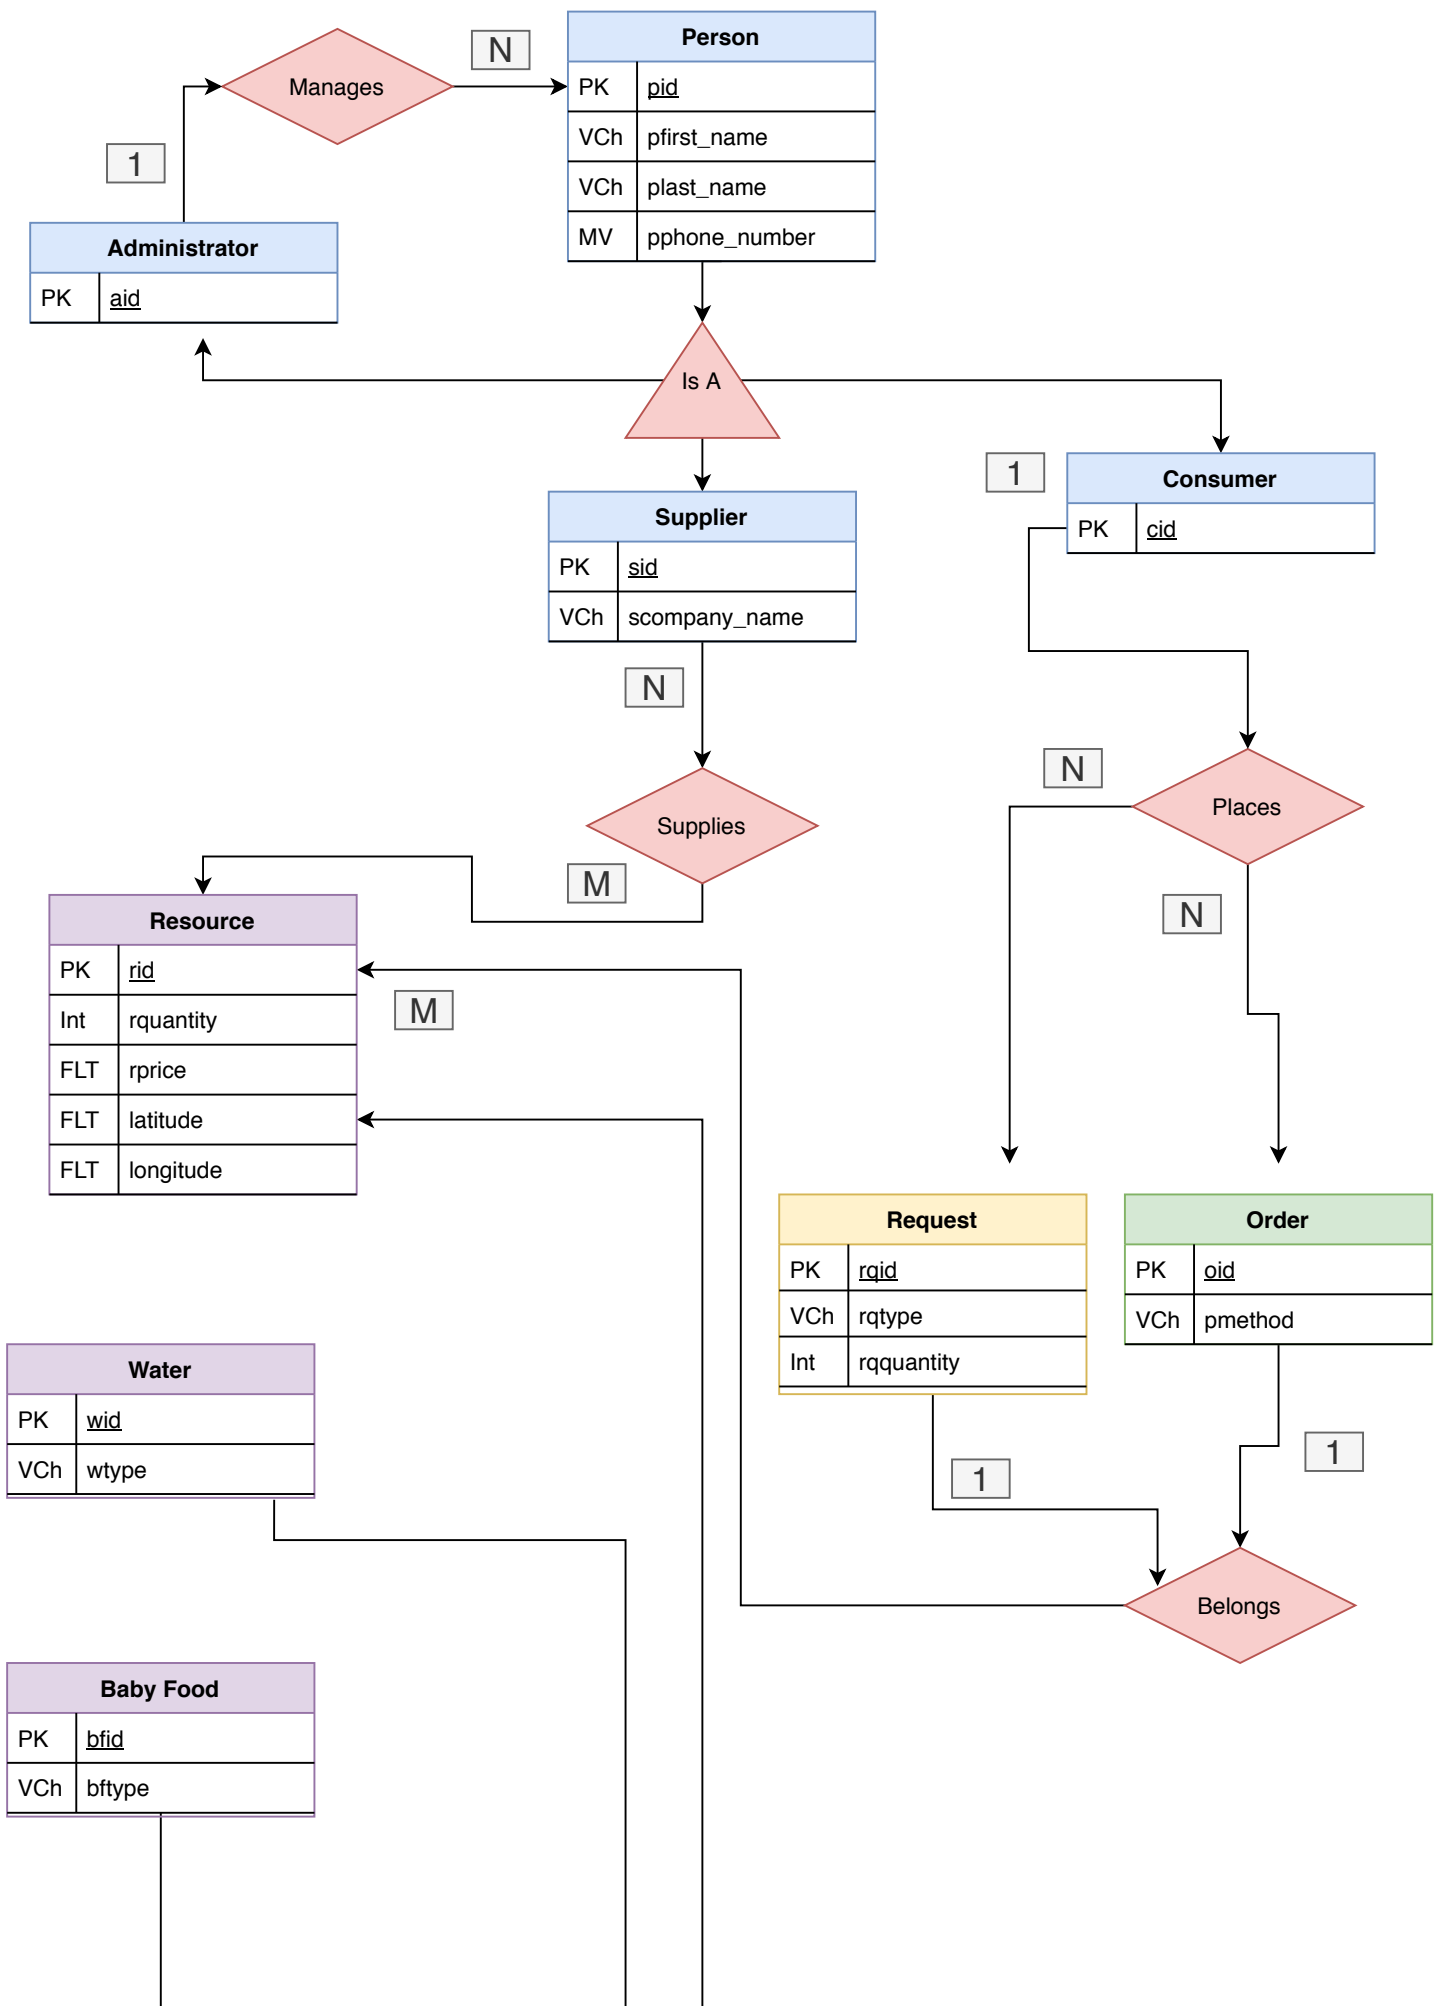 Person
N
Manages
PK pid
VCh pfirst_name
1
VCh plast_name
MV pphone_number
Administrator
PK aid
Is A
1
Consumer
PK cid
Supplier
PK sid
VCh scompany_name
N
N
Places
Supplies
M
N
Resource
PK rid
M
Int rquantity
FLT rprice
FLT latitude
FLT longitude
Request
PK rqid
VCh rqtype
Int rqquantity
Order
PK oid
VCh pmethod
Water
PK wid
VCh wtype
1
1
Belongs
Baby Food
PK bfid
VCh bftype